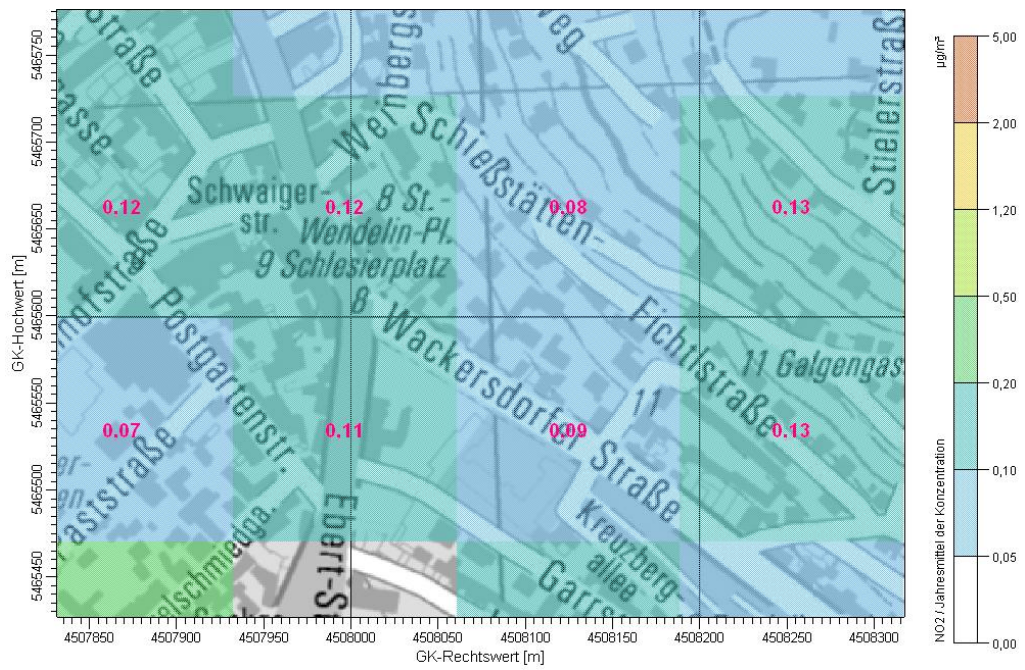 straße
gasse
Weinbergs
weg
Stielerstraß
Schießstätten-
0,12
Schwaiger-
str.
0,12
8 St.-
Wendelin-Pl.
9 Schlesierplatz
8
0,08
0,13
hofstraße
Postgartenstr.
Wackersdorfer Straße
Fichtlstraße
11 Galgengas
11
0,07
0,11
0,09
0,13
Paststraße
Ebert-S
elschmiedga.
Kreuzberg-
allee
Garrs
5465750
5465700
5465650
5465600
5465550
5465500
5465450
GK-Hochwert [m]
4507850 4507900 4507950 4508000 4508050 4508100 4508150 4508200 4508250 4508300
GK-Rechtswert [m]
µg/m³
5,00
2,00
1,20
0,50
0,20
0,10
0,05
0,00
NO2 / Jahresmittel der Konzentration